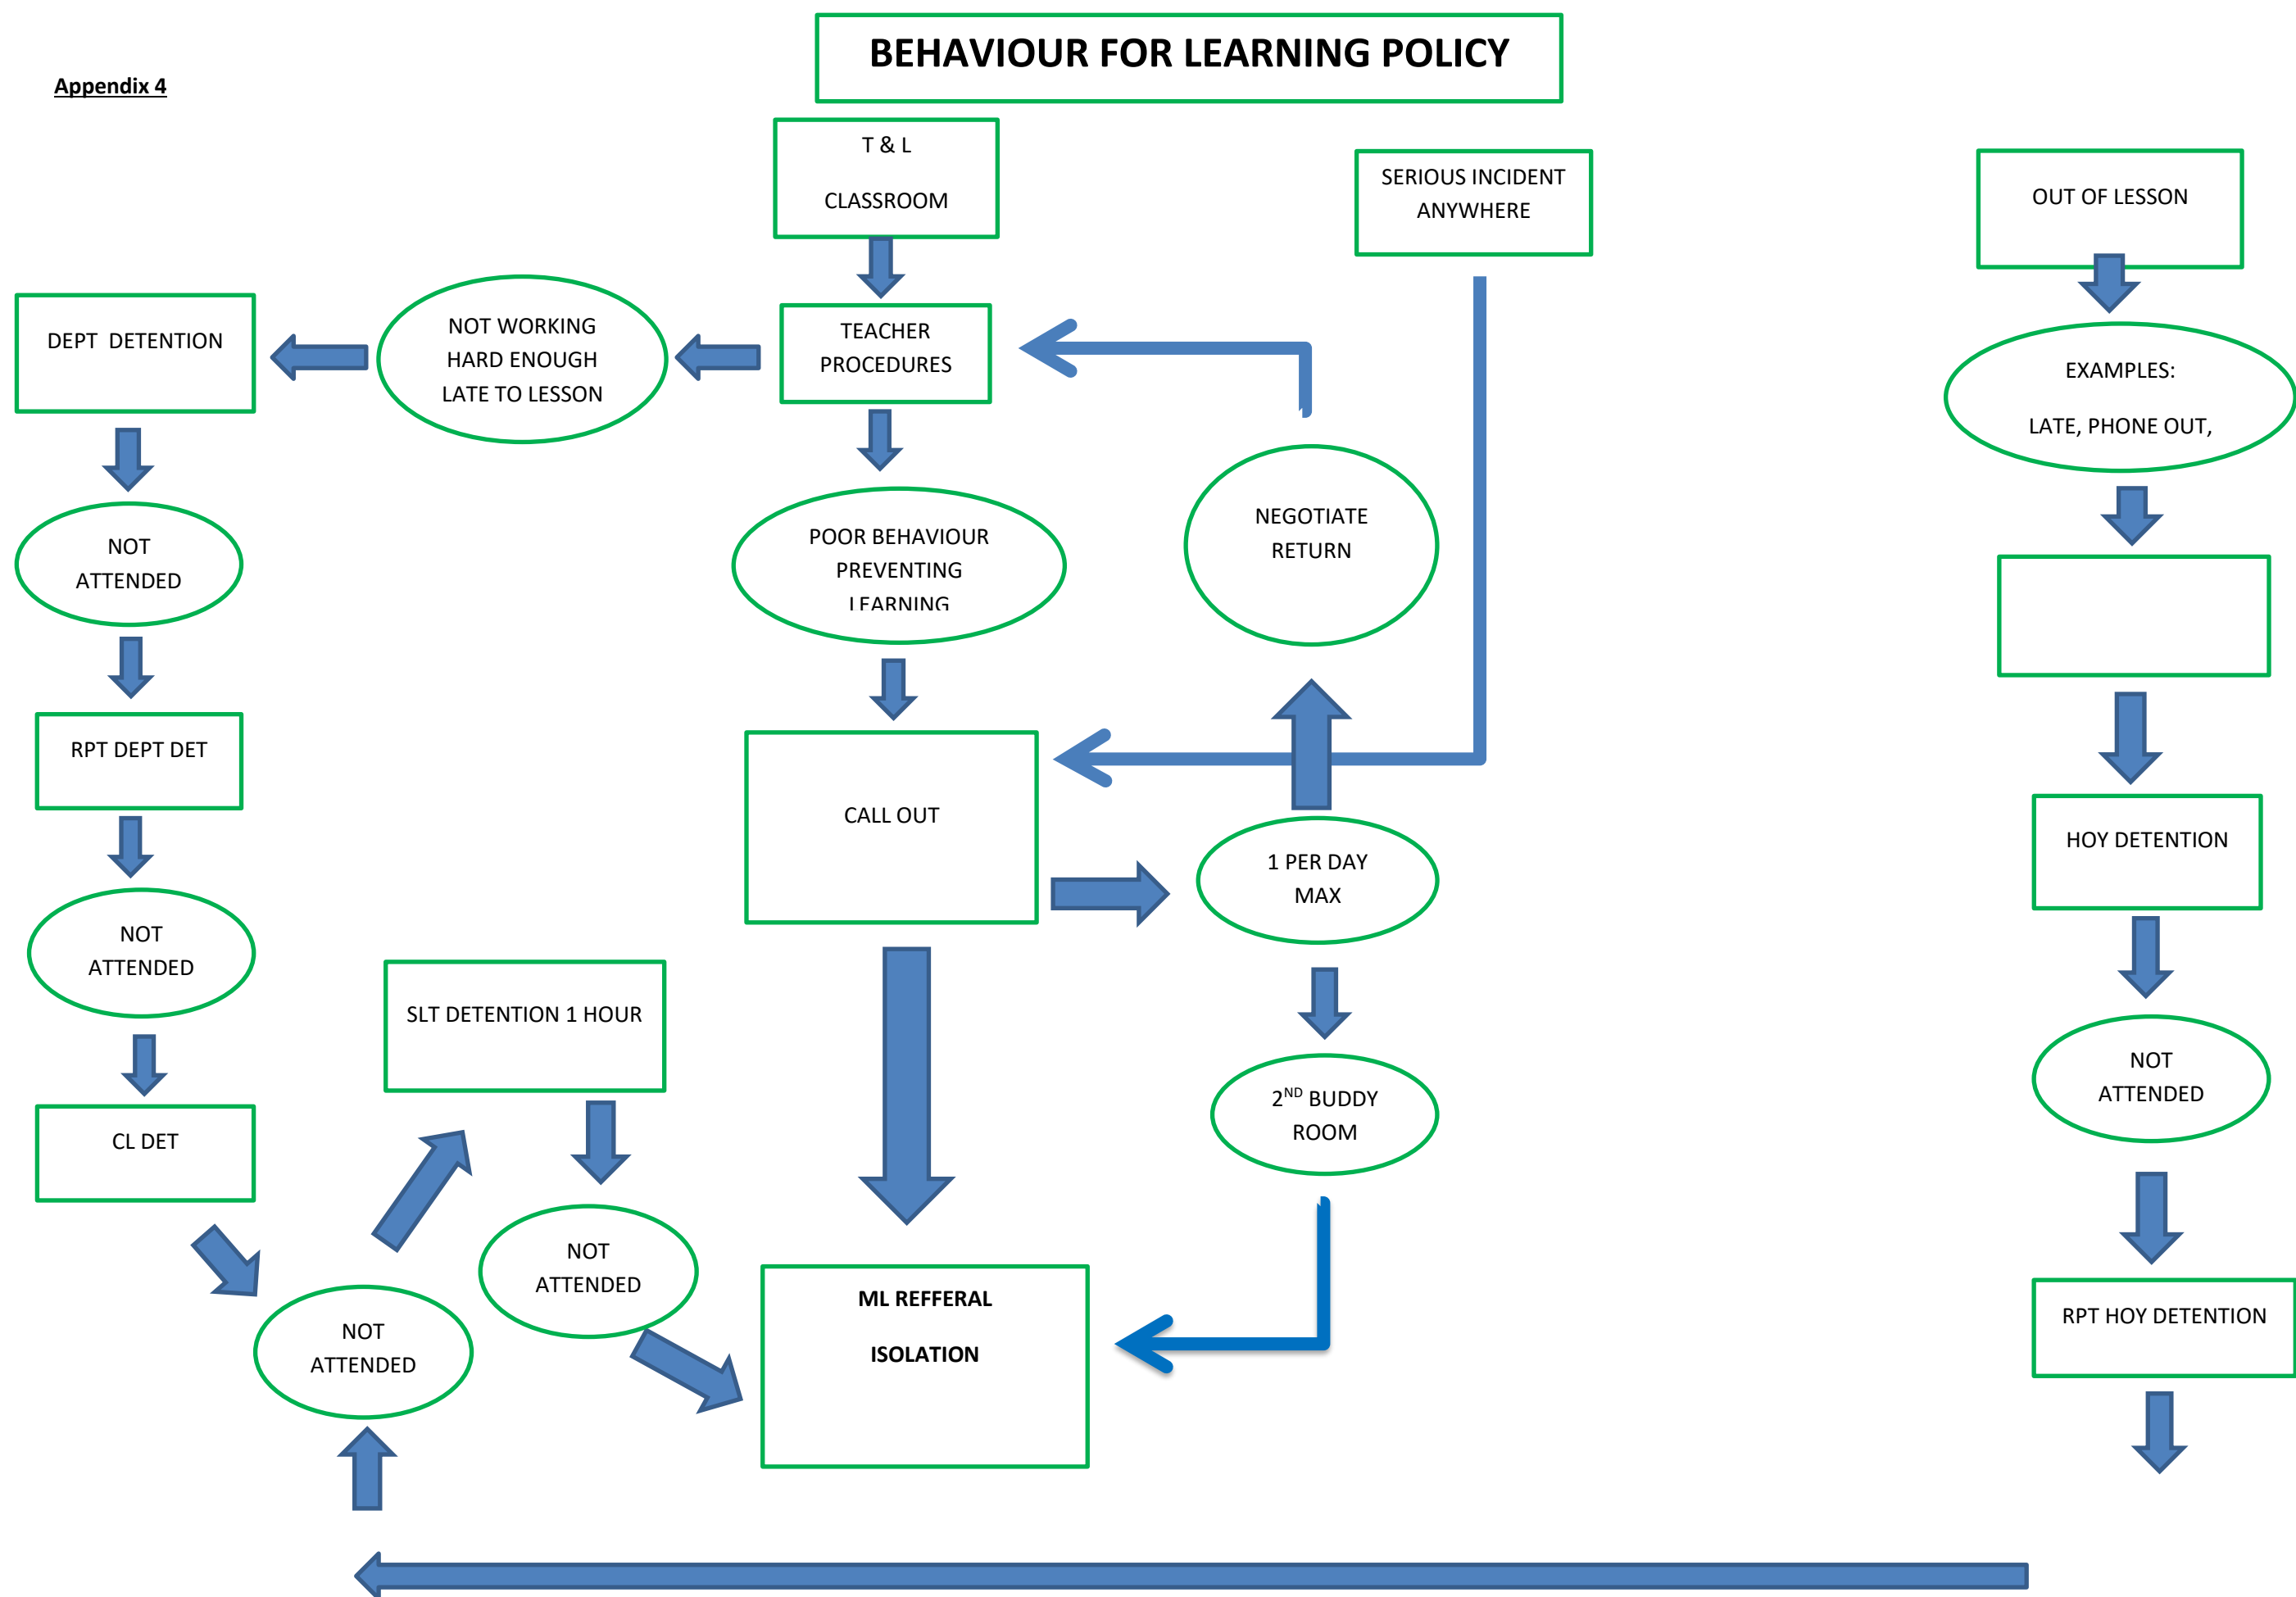 BEHAVIOUR FOR LEARNING POLICY
Appendix 4
T & L
CLASSROOM
SERIOUS INCIDENT
ANYWHERE
OUT OF LESSON
DEPT  DETENTION
NOT WORKING
HARD ENOUGH
LATE TO LESSON
TEACHER
PROCEDURES
EXAMPLES:
LATE, PHONE OUT,
NOT
ATTENDED
POOR BEHAVIOUR
PREVENTING
LEARNING
NEGOTIATE
RETURN
RPT DEPT DET
CALL OUT
1 PER DAY
MAX
HOY DETENTION
NOT
ATTENDED
SLT DETENTION 1 HOUR
2ND BUDDY
ROOM
NOT
ATTENDED
CL DET
NOT
ATTENDED
NOT
ATTENDED
ML REFFERAL
ISOLATION
RPT HOY DETENTION